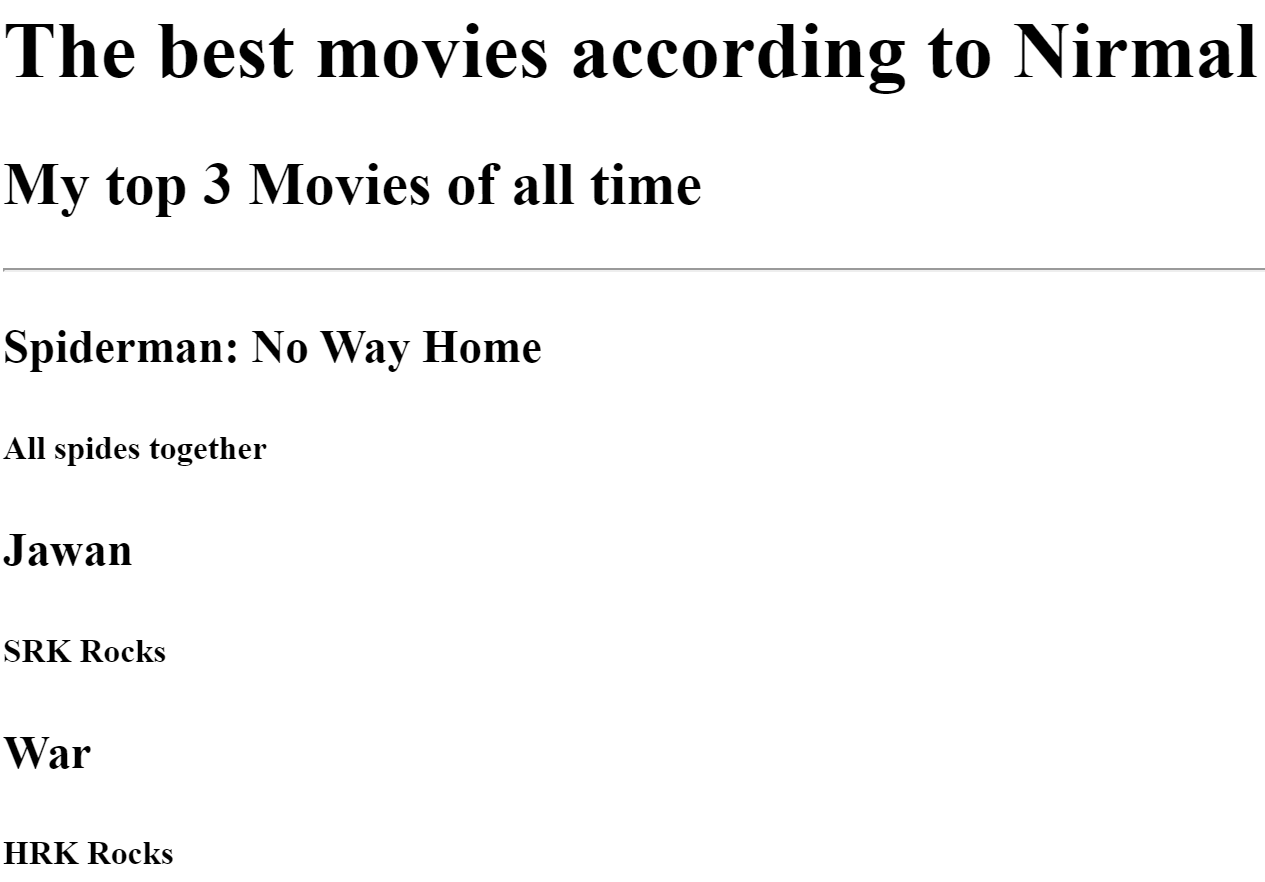 The best movies according to Nirmal
My top 3 Movies of all time
Spiderman: No Way Home
All spides together
Jawan
SRK Rocks
War
HRK Rocks